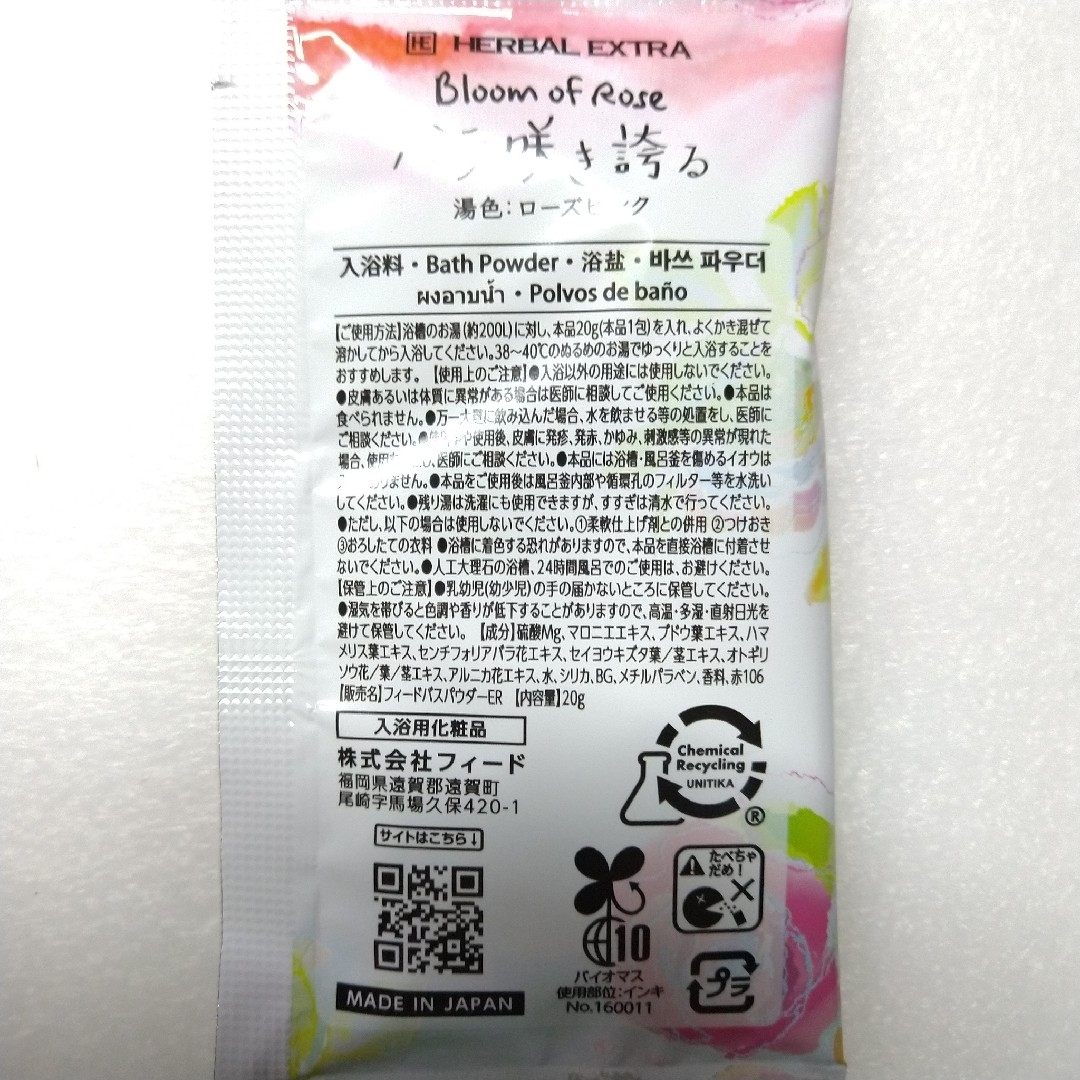 HE HERBAL EXTRA
Bloom of Rose
咲き誇る
湯色:ローズピンク
入浴料・Bath Powder・浴盐・바쓰 파우더
ผงอาบน้ำ・Polvos de baño
【ご使用方法】浴槽のお湯(約200L)に対し、本品20g(本品1包)を入れ、よくかき混ぜて
溶かしてから入浴してください。38〜40℃のぬるめのお湯でゆっくりと入浴することを
おすすめします。【使用上のご注意】●入浴以外の用途には使用しないでください。
●皮膚あるいは体質に異常がある場合は医師に相談してご使用ください。●本品は
食べられません。●万一大量に飲み込んだ場合、水を飲ませる等の処置をし、医師に
ご相談ください。●使用中や使用後、皮膚に発疹、発赤、かゆみ、刺激感等の異常が現れた
場合、使用を中止し、医師にご相談ください。●本品には浴槽・風呂釜を傷めるイオウは
ありません。●本品をご使用後は風呂釜内部や循環孔のフィルター等を水洗い
してください。●残り湯は洗濯にも使用できますが、すすぎは清水で行ってください。
●ただし、以下の場合は使用しないでください。①柔軟仕上げ剤との併用 ②つけおき
③おろしたての衣料 ●浴槽に着色する恐れがありますので、本品を直接浴槽に付着させ
ないでください。●人工大理石の浴槽、24時間風呂でのご使用は、お避けください。
【保管上のご注意】●乳幼児(幼少児)の手の届かないところに保管してください。
●湿気を帯びると色調や香りが低下することがありますので、高温・多湿・直射日光を
避けて保管してください。【成分】硫酸Mg、マロニエエキス、ブドウ葉エキス、ハマ
メリス葉エキス、センチフォリアバラ花エキス、セイヨウキズタ葉/茎エキス、オトギリ
ソウ花/葉/茎エキス、アルニカ花エキス、水、シリカ、BG、メチルパラベン、香料、赤106
【販売名】フィードバスパウダーER 【内容量】20g
入浴用化粧品
株式会社フィード
福岡県遠賀郡遠賀町
尾崎字馬場久保420-1
サイトはこちら↓
MADE IN JAPAN
Chemical
Recycling
UNITIKA
®
たべちゃ
だめ!
10
バイオマス
使用部位:インキ
No.160011
プラ